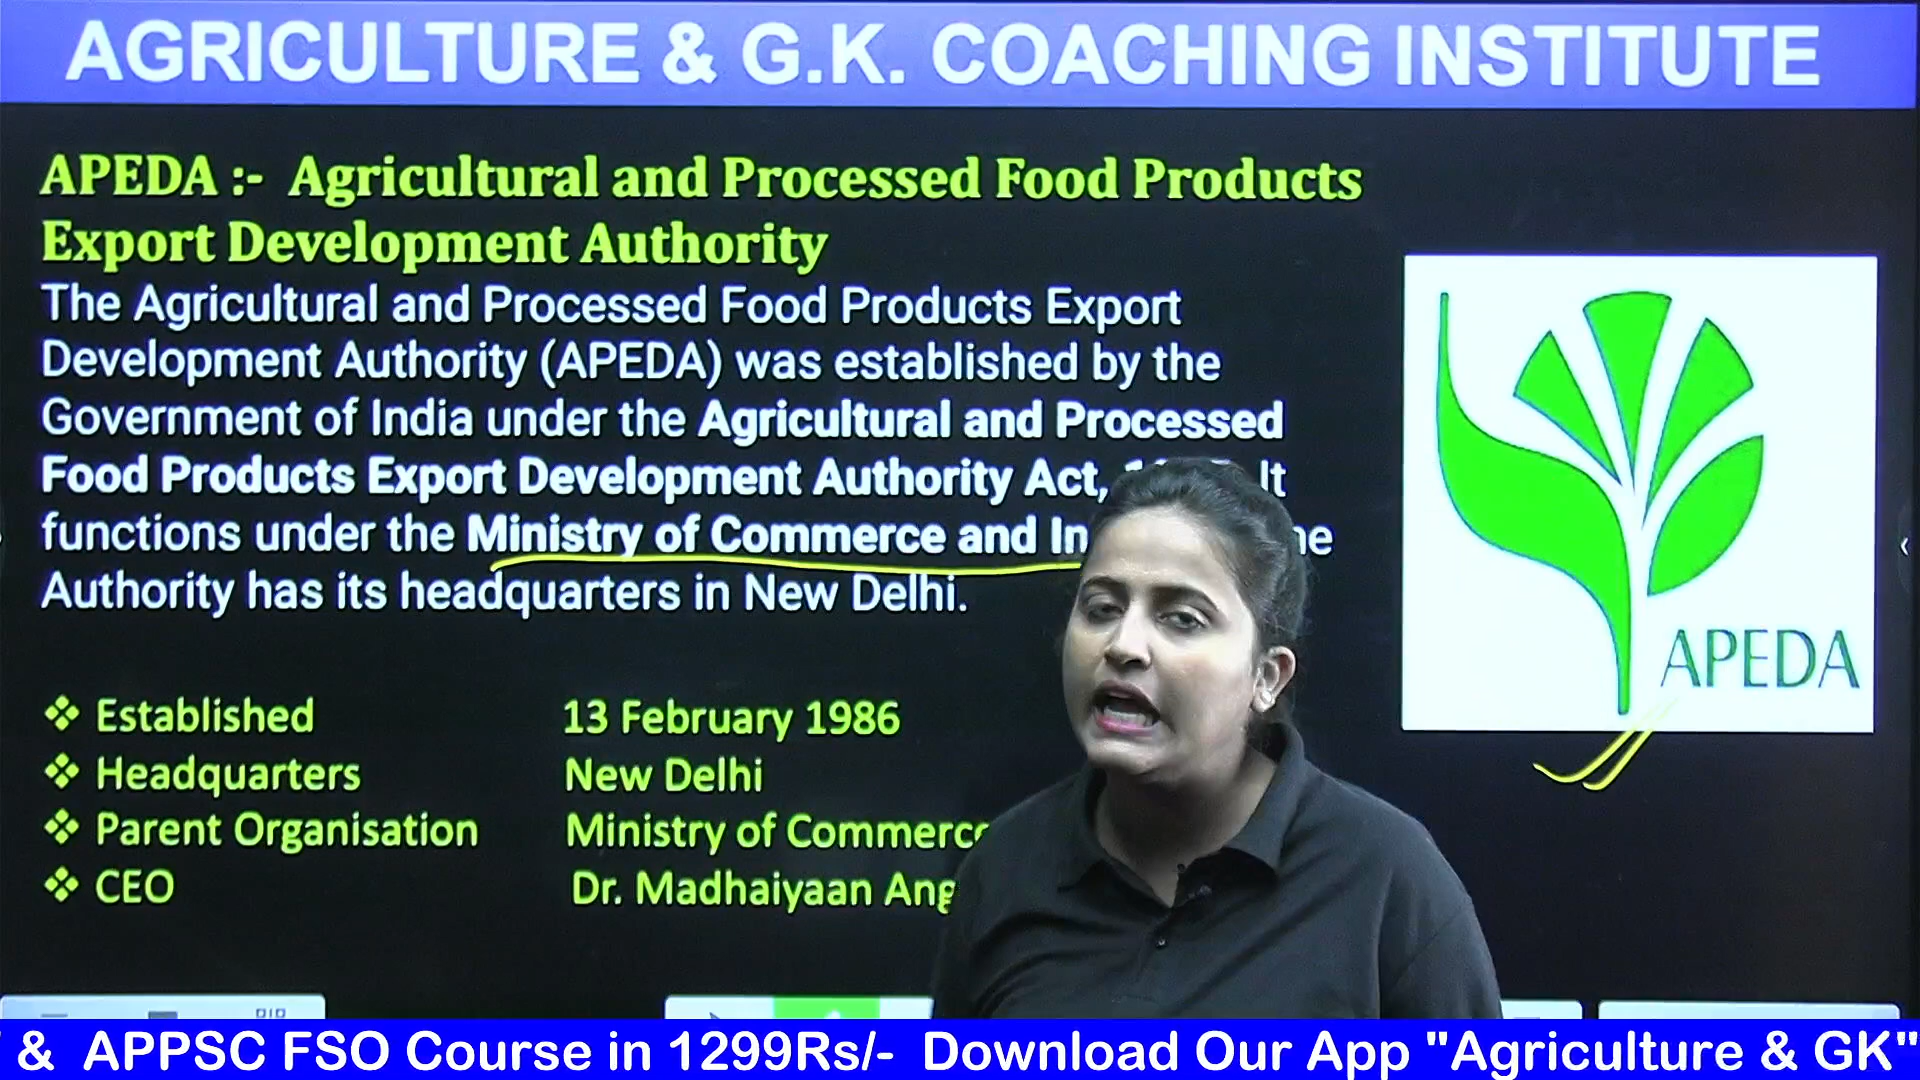 AGRICULTURE & G.K. COACHING INSTITUTE
APEDA :- Agricultural and Processed Food Products
Export Development Authority
The Agricultural and Processed Food Products Export
Development Authority (APEDA) was established by the
Government of India under the Agricultural and Processed
Food Products Export Development Authority Act, It
functions under the Ministry of Commerce and
Authority has its headquarters in New Delhi.
APEDA
❖ Established 13 February 1986
❖ Headquarters New Delhi
❖ Parent Organisation Ministry of Commerce
❖ CEO Dr. Madhaiyaan
& APPSC FSO Course in 1299Rs/- Download Our App "Agriculture & GK"